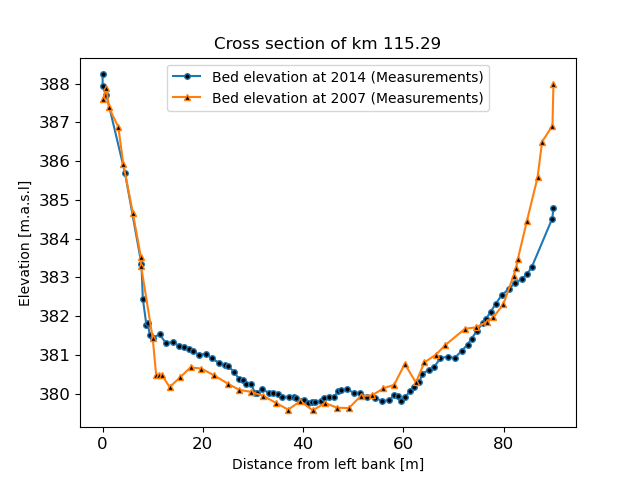 Cross section of km 115.29
Bed elevation at 2014 (Measurements)
Bed elevation at 2007 (Measurements)
Elevation [m.a.s.l]
388
387
386
385
384
383
382
381
380
0 20 40 60 80
Distance from left bank [m]